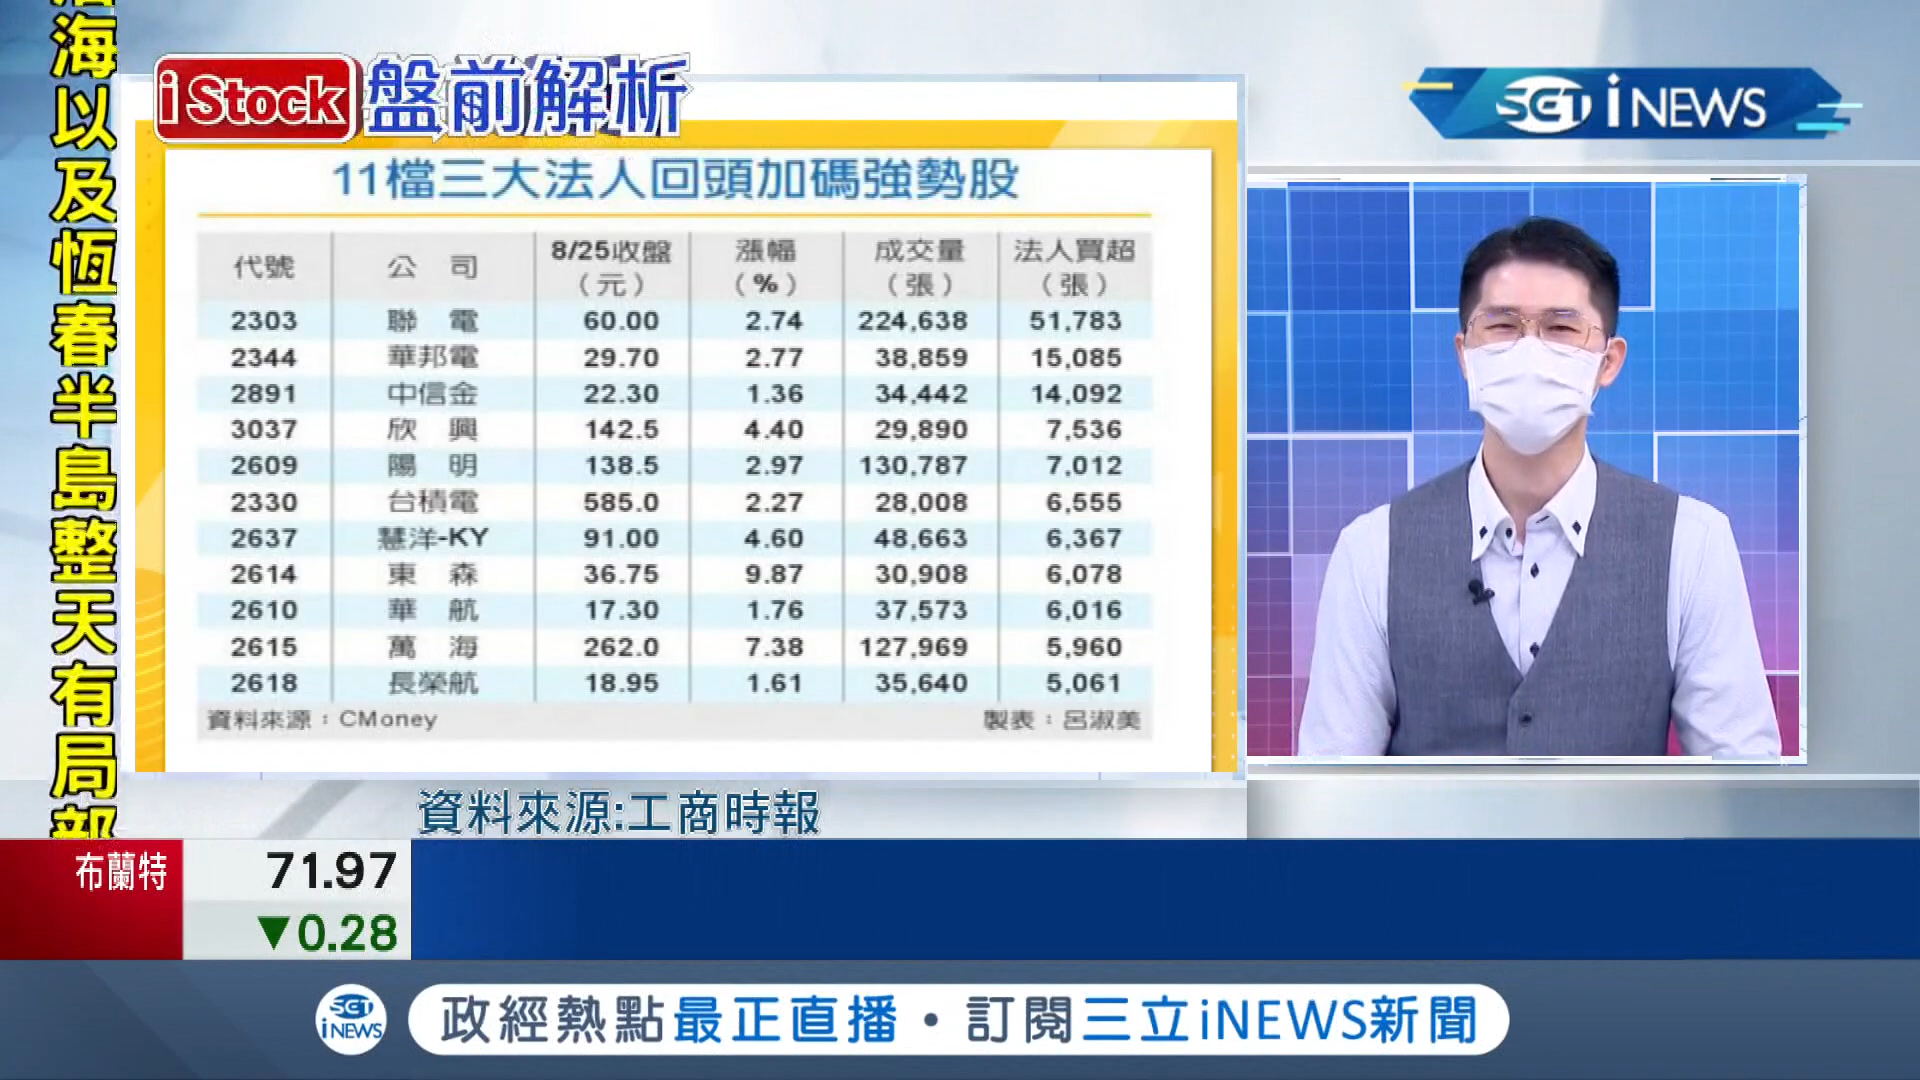 海以及恆春半島整天有局部
i Stock 盤前解析
SET iNEWS
11檔三大法人回頭加碼強勢股
代號 公司 8/25收盤（元） 漲幅（%） 成交量（張） 法人買超（張）
2303 聯電 60.00 2.74 224,638 51,783
2344 華邦電 29.70 2.77 38,859 15,085
2891 中信金 22.30 1.36 34,442 14,092
3037 欣興 142.5 4.40 29,890 7,536
2609 陽明 138.5 2.97 130,787 7,012
2330 台積電 585.0 2.27 28,008 6,555
2637 慧洋-KY 91.00 4.60 48,663 6,367
2614 東森 36.75 9.87 30,908 6,078
2610 華航 17.30 1.76 37,573 6,016
2615 萬海 262.0 7.38 127,969 5,960
2618 長榮航 18.95 1.61 35,640 5,061
資料來源：CMoney 製表：呂淑美
資料來源:工商時報
布蘭特 71.97
▼0.28
SET iNEWS
政經熱點最正直播・訂閱三立iNEWS新聞